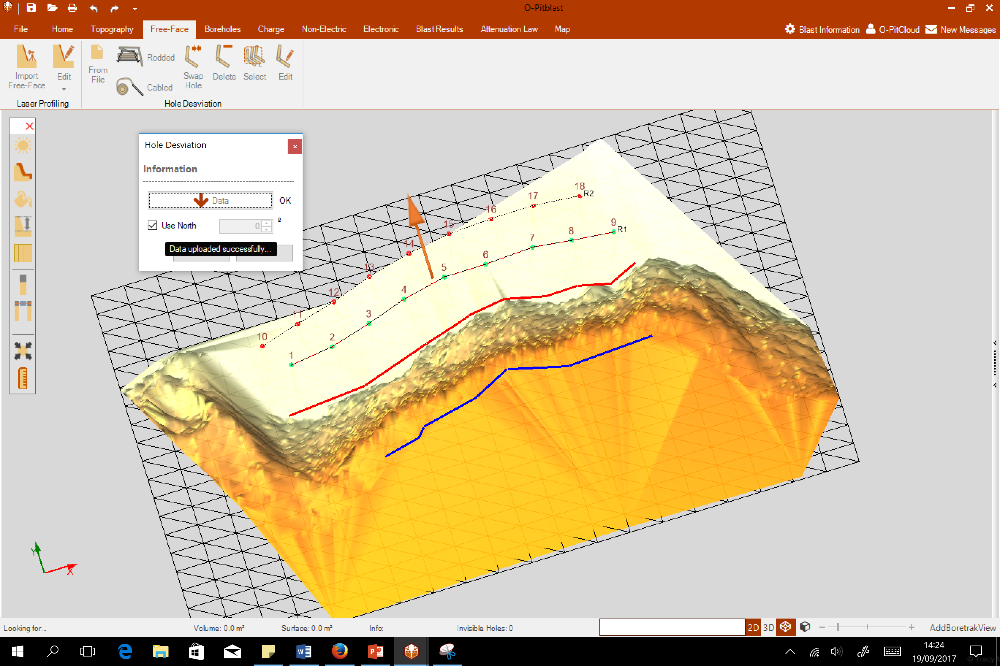 O-Pitblast
File Home Topography Free-Face Boreholes Charge Non-Electric Electronic Blast Results Attenuation Law Map Blast Information O-PitCloud New Messages
Import Free-Face
Edit
From File
Rodded
Cabled
Swap Hole
Delete
Select
Edit
Laser Profiling
Hole Desviation
Hole Desviation
Information
Data OK
Use North 0 º
Data uploaded successfully...
18 R2
17
16
15
14
13
12
11
10
9 R1
8
7
6
5
4
3
2
1
Y
X
Looking for... Volume: 0.0 m³ Surface: 0.0 m² Info: Invisible Holes: 0 2D 3D AddBoretrakView
14:24
19/09/2017
© Tracy